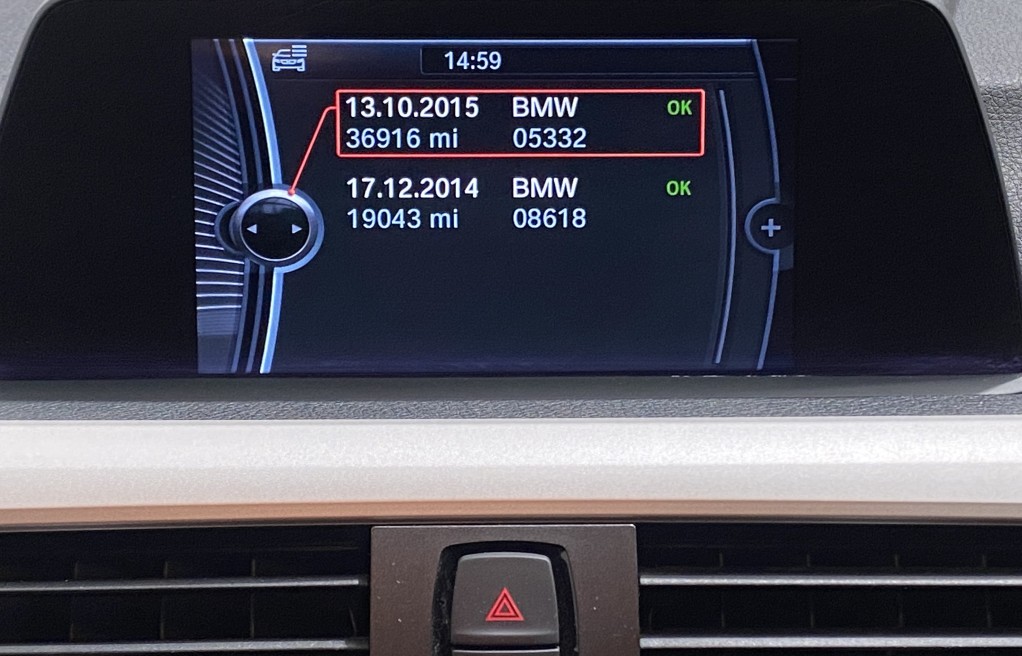 14:59
13.10.2015 BMW OK
36916 mi 05332
17.12.2014 BMW OK
19043 mi 08618